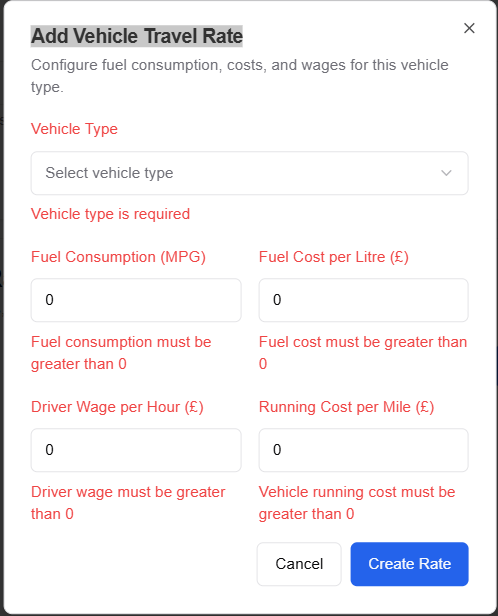 Add Vehicle Travel Rate
Configure fuel consumption, costs, and wages for this vehicle
type.
Vehicle Type
Select vehicle type
Vehicle type is required
Fuel Consumption (MPG)
0
Fuel consumption must be
greater than 0
Fuel Cost per Litre (£)
0
Fuel cost must be greater than
0
Driver Wage per Hour (£)
0
Driver wage must be greater
than 0
Running Cost per Mile (£)
0
Vehicle running cost must be
greater than 0
Cancel
Create Rate